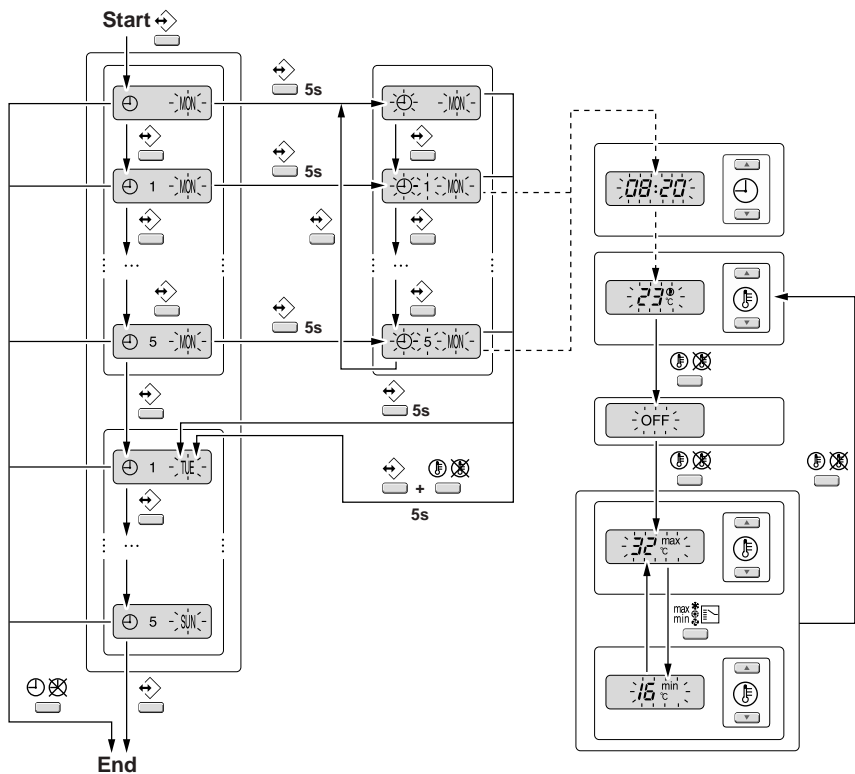 Start
MON
5s
MON
1 MON
5s
1 MON
08:20
...
...
23 °C
5 MON
5s
5 MON
5s
OFF
1 TUE
+
5s
...
32 max °C
max
min
5 SUN
16 min °C
End